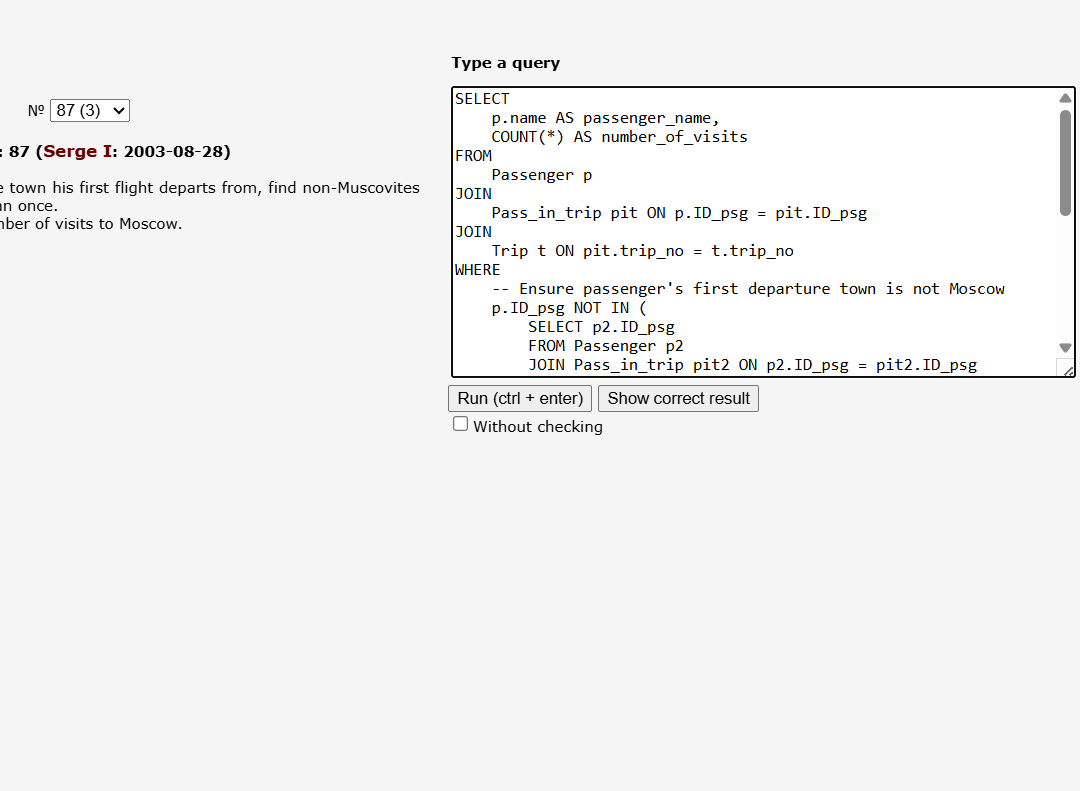 Type a query
№ 87 (3)
: 87 (Serge I: 2003-08-28)
town his first flight departs from, find non-Muscovites
once.
of visits to Moscow.
SELECT
p.name AS passenger_name,
COUNT(*) AS number_of_visits
FROM
Passenger p
JOIN
Pass_in_trip pit ON p.ID_psg = pit.ID_psg
JOIN
Trip t ON pit.trip_no = t.trip_no
WHERE
-- Ensure passenger's first departure town is not Moscow
p.ID_psg NOT IN (
SELECT p2.ID_psg
FROM Passenger p2
JOIN Pass_in_trip pit2 ON p2.ID_psg = pit2.ID_psg
Run (ctrl + enter)
Show correct result
Without checking